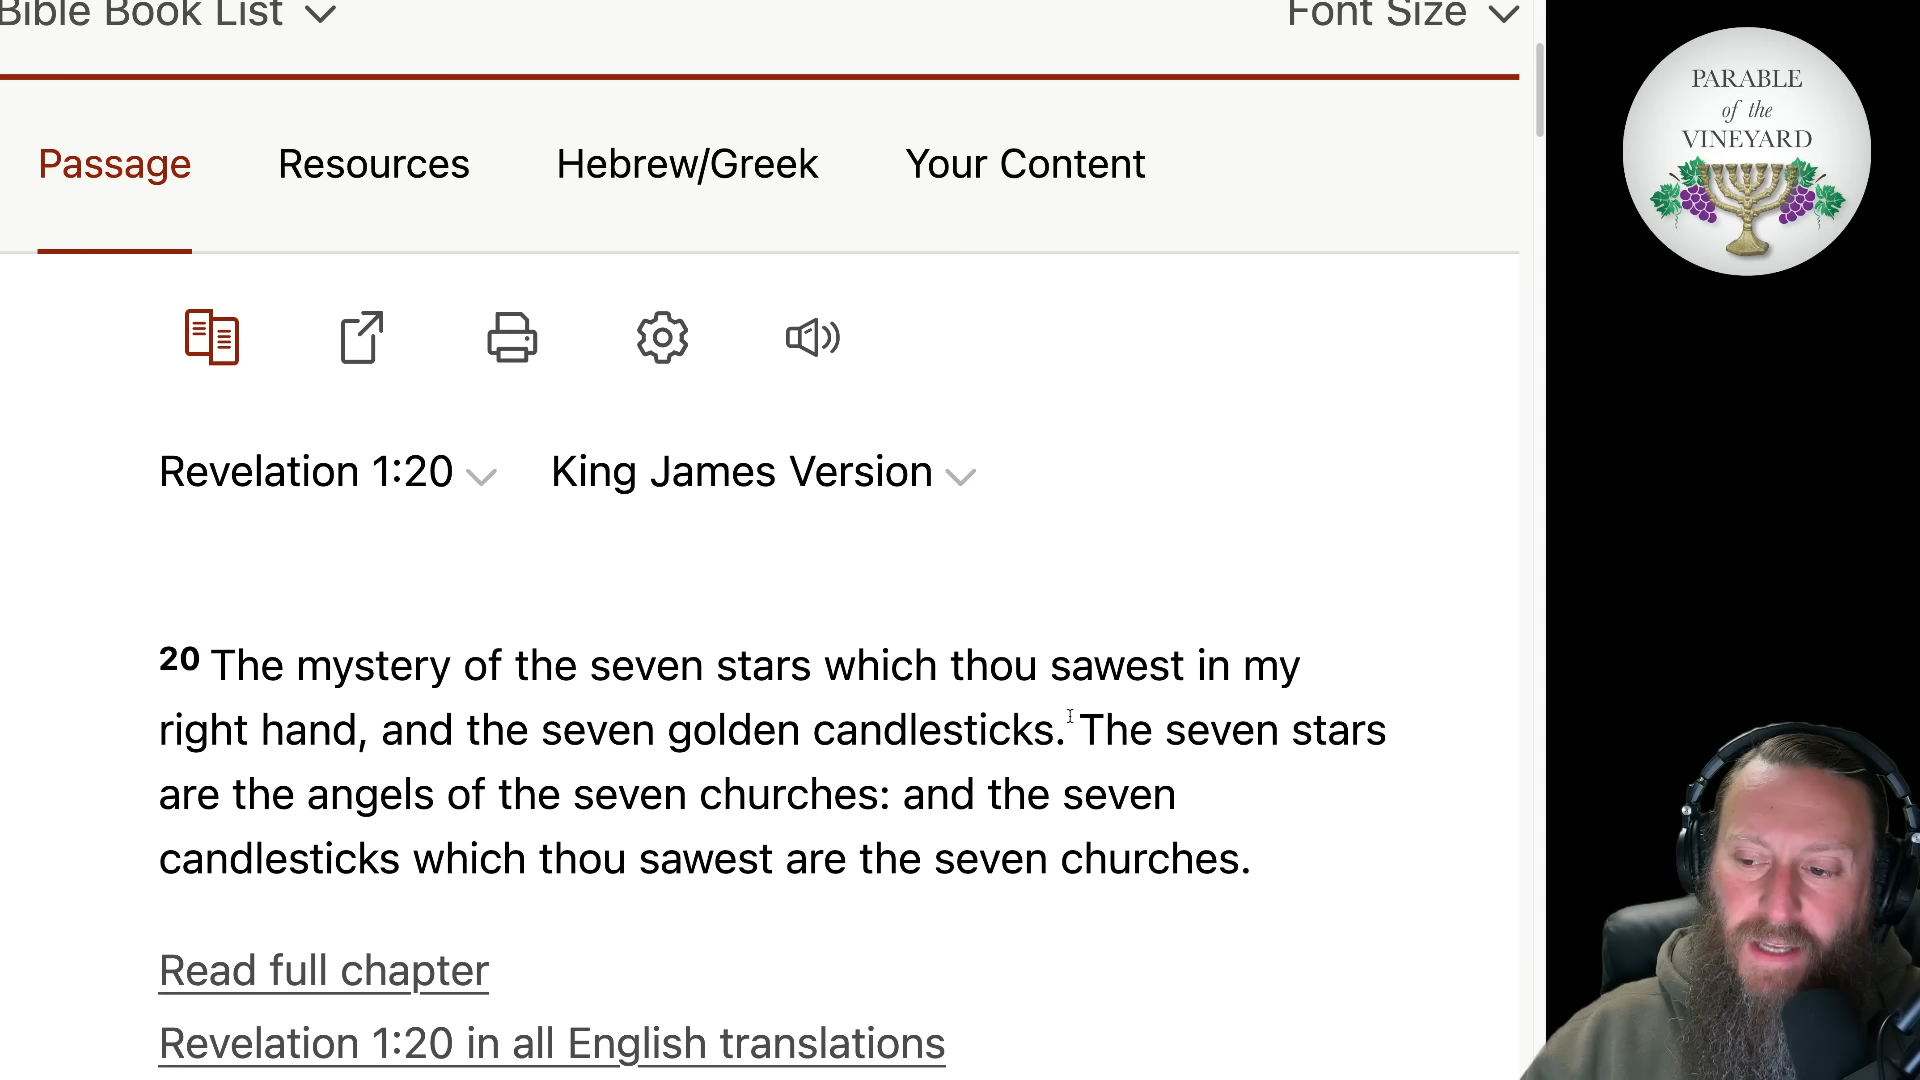 Bible Book List
Font Size
PARABLE
of the
VINEYARD
Passage
Resources
Hebrew/Greek
Your Content
Revelation 1:20
King James Version
20 The mystery of the seven stars which thou sawest in my
right hand, and the seven golden candlesticks. The seven stars
are the angels of the seven churches: and the seven
candlesticks which thou sawest are the seven churches.
Read full chapter
Revelation 1:20 in all English translations